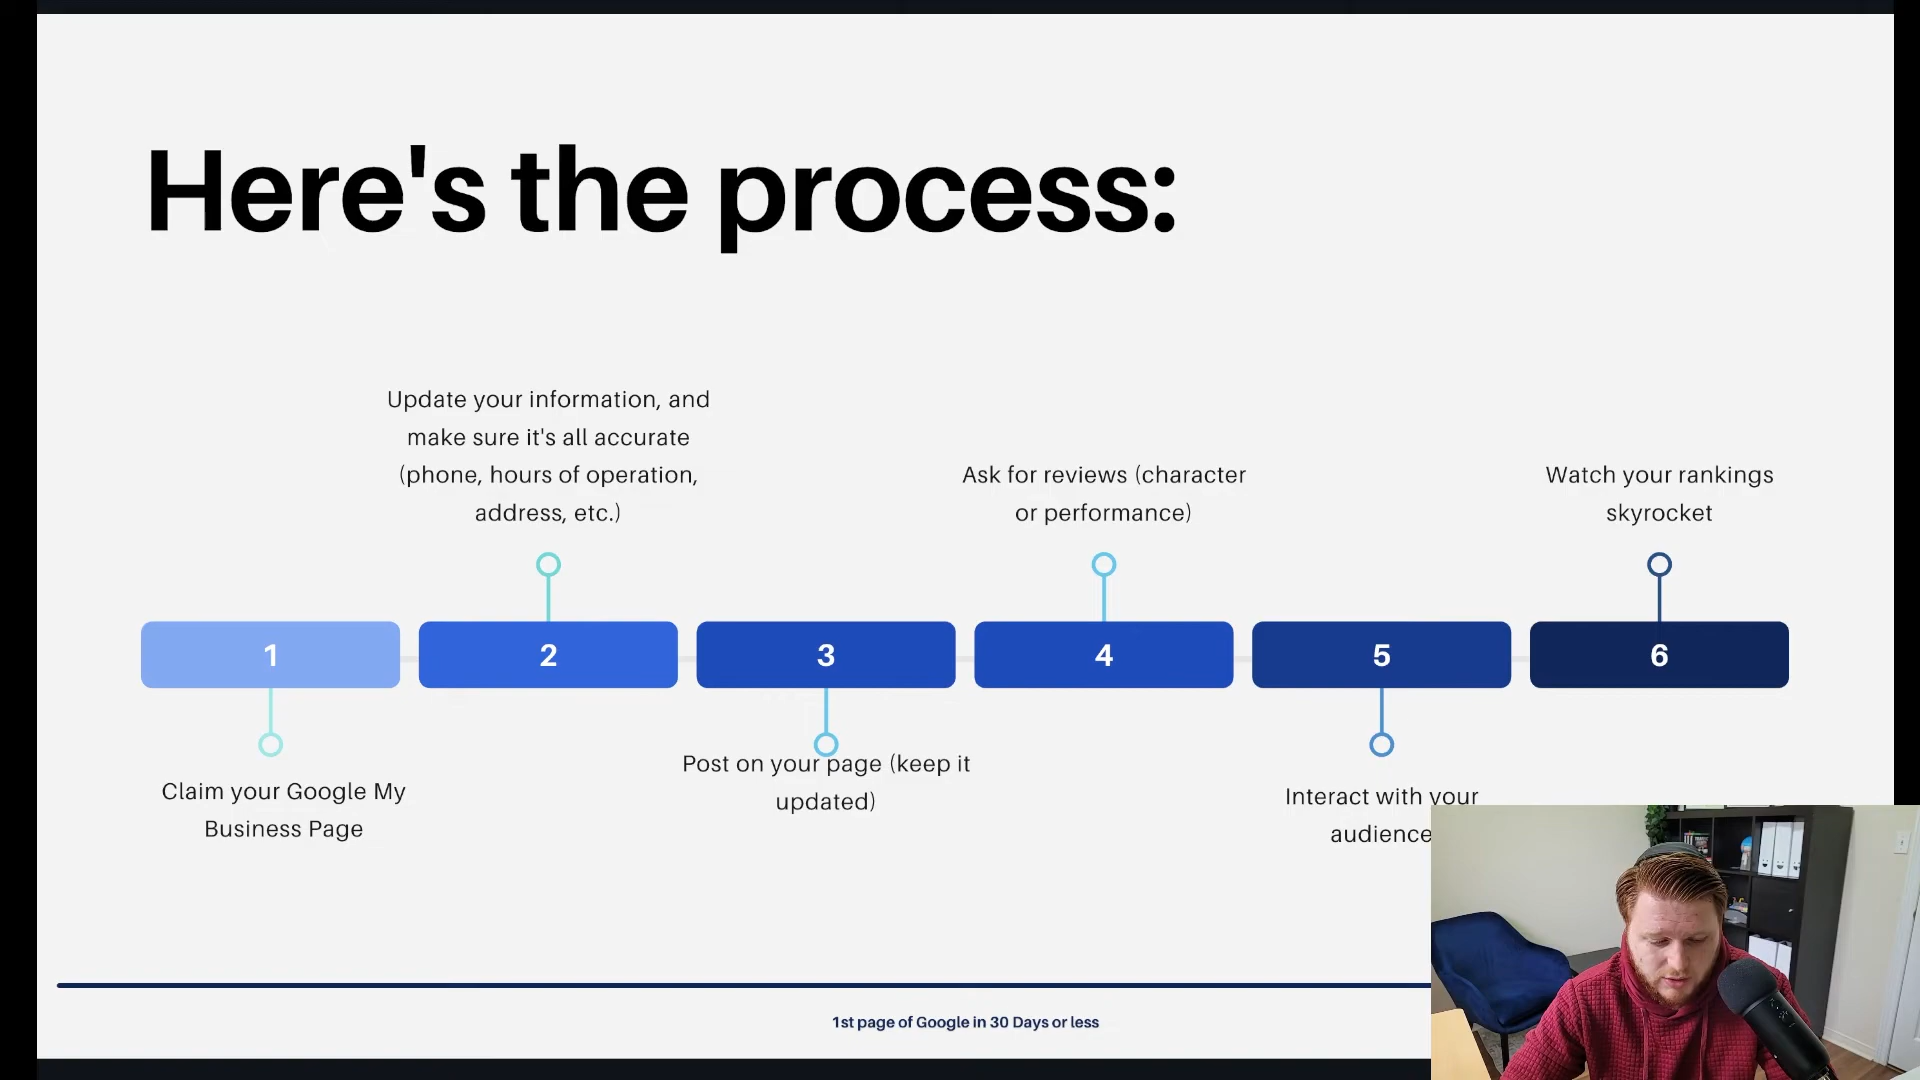 Here's the process:
Update your information, and
make sure it's all accurate
(phone, hours of operation,
address, etc.)
Ask for reviews (character
or performance)
Watch your rankings
skyrocket
1
2
3
4
5
6
Claim your Google My
Business Page
Post on your page (keep it
updated)
Interact with your
audience
1st page of Google in 30 Days or less